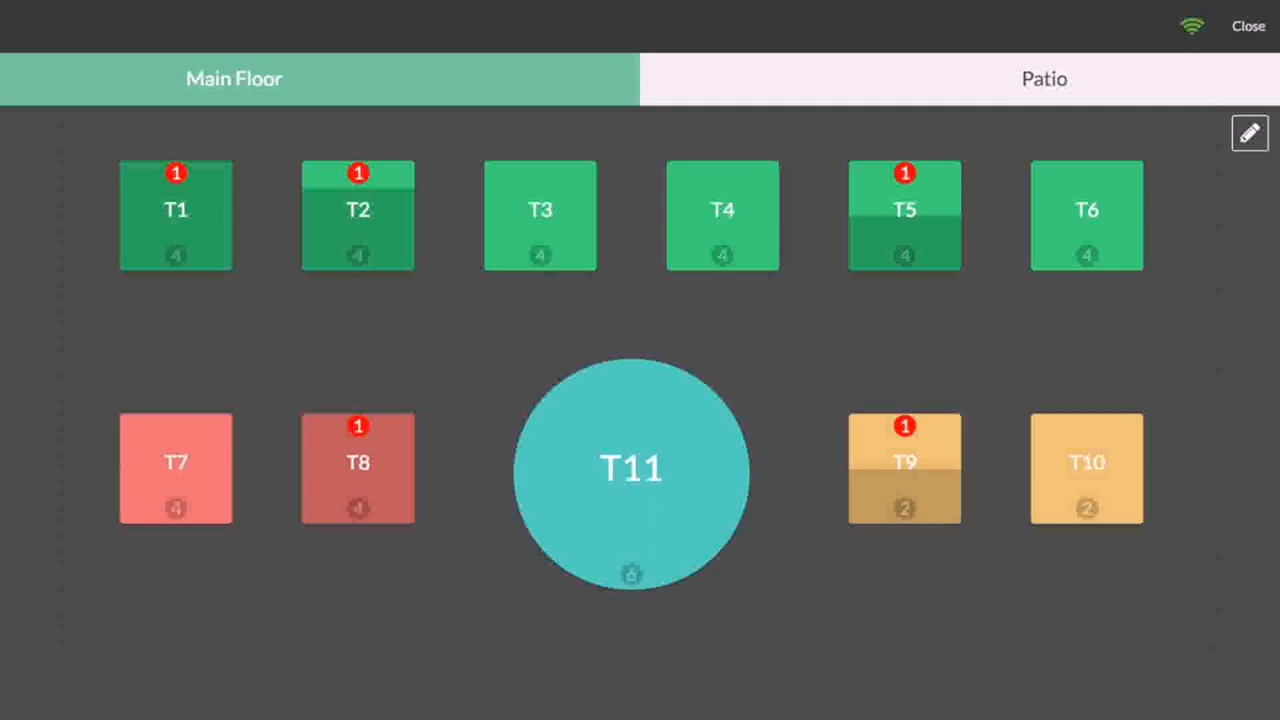 Close
Main Floor
Patio
1 1 1
T1 T2 T3 T4 T5 T6
4 4 4 4 4 4
1 1
T7 T8 T11 T9 T10
4 4 2 2
6